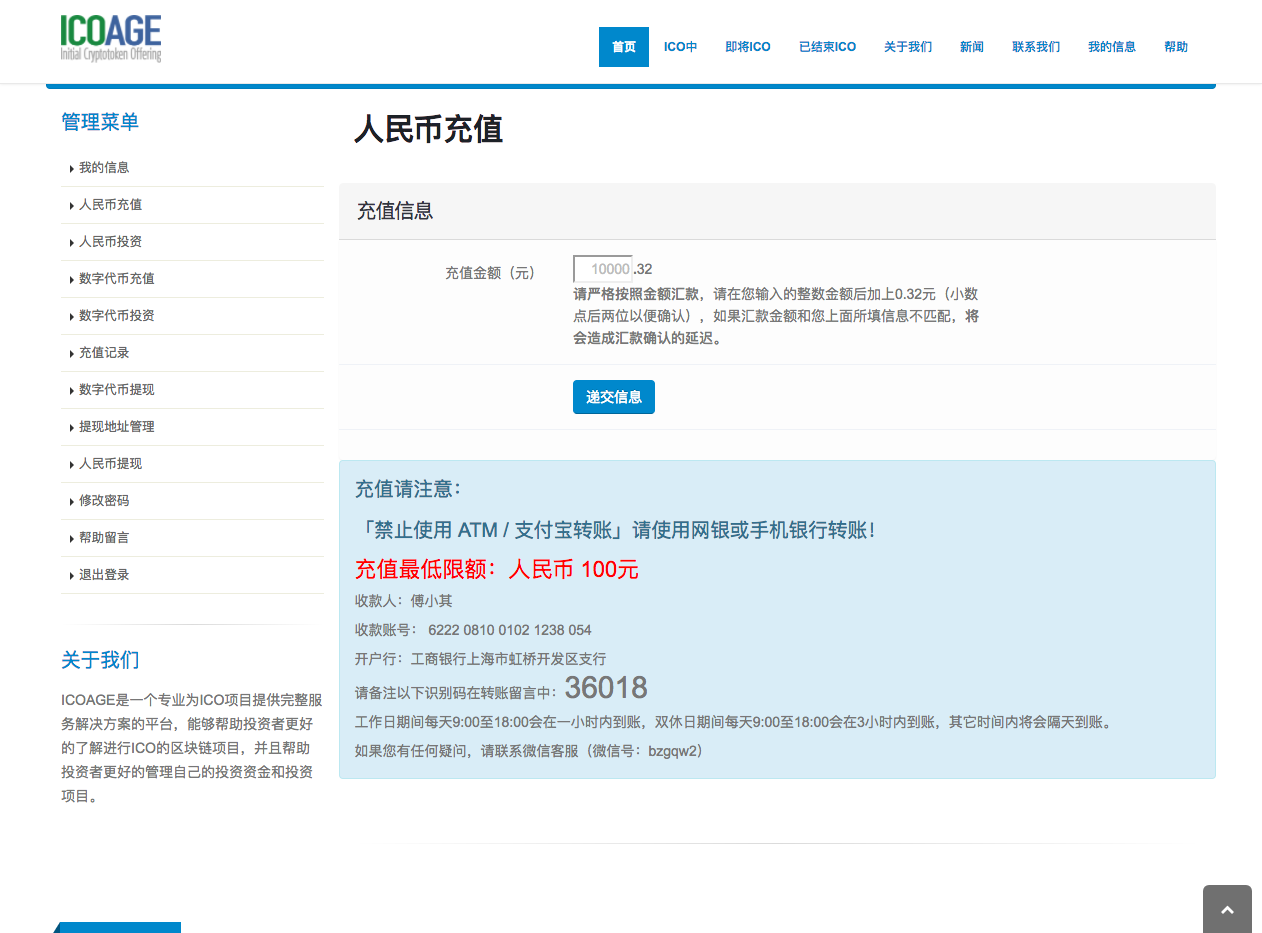 ICOAGE
Initial Cryptotoken Offering
首页 ICO中 即将ICO 已结束ICO 关于我们 新闻 联系我们 我的信息 帮助
管理菜单
我的信息
人民币充值
人民币投资
数字代币充值
数字代币投资
充值记录
数字代币提现
提现地址管理
人民币提现
修改密码
帮助留言
退出登录
关于我们
ICOAGE是一个专业为ICO项目提供完整服
务解决方案的平台，能够帮助投资者更好
的了解进行ICO的区块链项目，并且帮助
投资者更好的管理自己的投资资金和投资
项目。
人民币充值
充值信息
充值金额（元） 10000.32
请严格按照金额汇款，请在您输入的整数金额后加上0.32元（小数
点后两位以便确认），如果汇款金额和您上面所填信息不匹配，将
会造成汇款确认的延迟。
递交信息
充值请注意：
「禁止使用 ATM / 支付宝转账」请使用网银或手机银行转账！
充值最低限额：人民币 100元
收款人：傅小其
收款账号： 6222 0810 0102 1238 054
开户行：工商银行上海市虹桥开发区支行
请备注以下识别码在转账留言中：36018
工作日期间每天9:00至18:00会在一小时内到账，双休日期间每天9:00至18:00会在3小时内到账，其它时间内将会隔天到账。
如果您有任何疑问，请联系微信客服（微信号：bzgqw2）